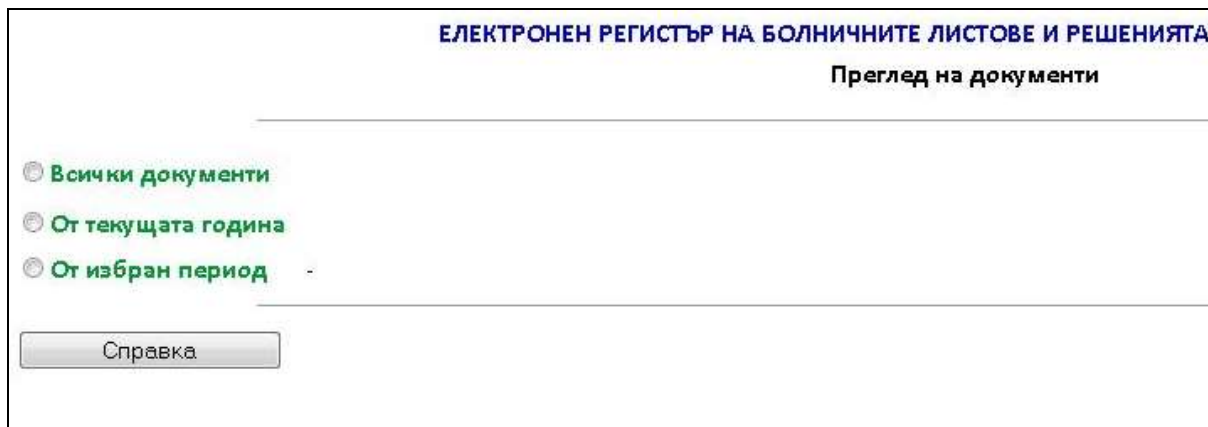 ЕЛЕКТРОНЕН РЕГИСТЪР НА БОЛНИЧНИТЕ ЛИСТОВЕ И РЕШЕНИЯТА
Преглед на документи
Всички документи
От текущата година
От избран период -
Справка